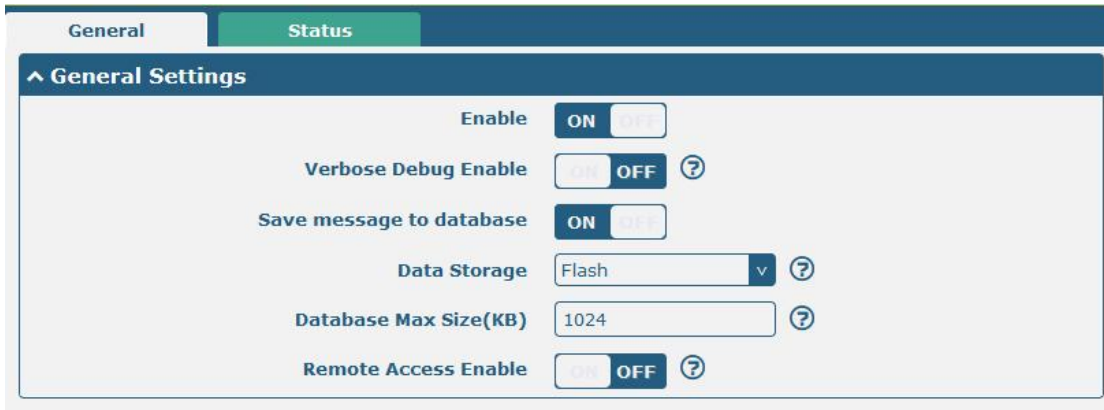 General Status
General Settings
Enable ON OFF
Verbose Debug Enable ON OFF ?
Save message to database ON OFF
Data Storage Flash v ?
Database Max Size(KB) 1024 ?
Remote Access Enable ON OFF ?